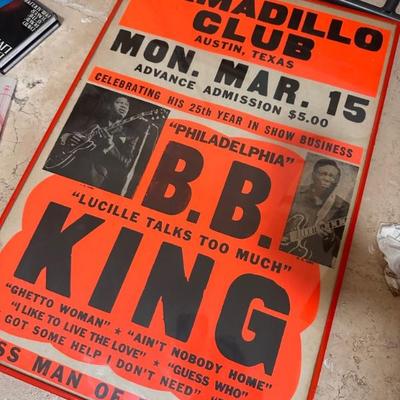 MADILLO
CLUB
AUSTIN, TEXAS
MON. MAR. 15
ADVANCE ADMISSION $5.00
CELEBRATING HIS 25th YEAR IN SHOW BUSINESS
"PHILADELPHIA"
B.B.
"LUCILLE TALKS TOO MUCH"
KING
"GHETTO WOMAN" * "AIN'T NOBODY HOME"
"I LIKE TO LIVE THE LOVE" * "GUESS WHO"
GOT SOME HELP I DON'T NEED"
SS MAN OF